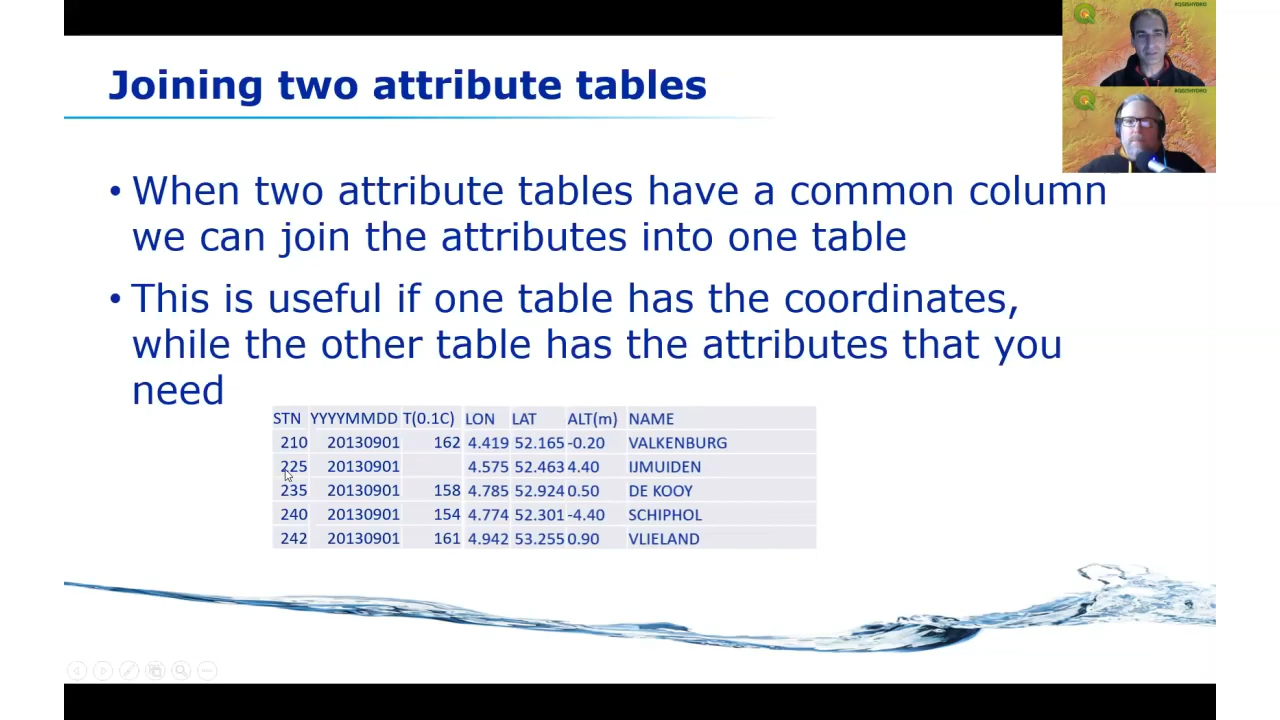 Joining two attribute tables
#QGISHYDRO
#QGISHYDRO
• When two attribute tables have a common column
we can join the attributes into one table
• This is useful if one table has the coordinates,
while the other table has the attributes that you
need
STN YYYYMMDD T(0.1C) LON LAT ALT(m) NAME
210 20130901 162 4.419 52.165 -0.20 VALKENBURG
225 20130901 4.575 52.463 4.40 IJMUIDEN
235 20130901 158 4.785 52.924 0.50 DE KOOY
240 20130901 154 4.774 52.301 -4.40 SCHIPHOL
242 20130901 161 4.942 53.255 0.90 VLIELAND